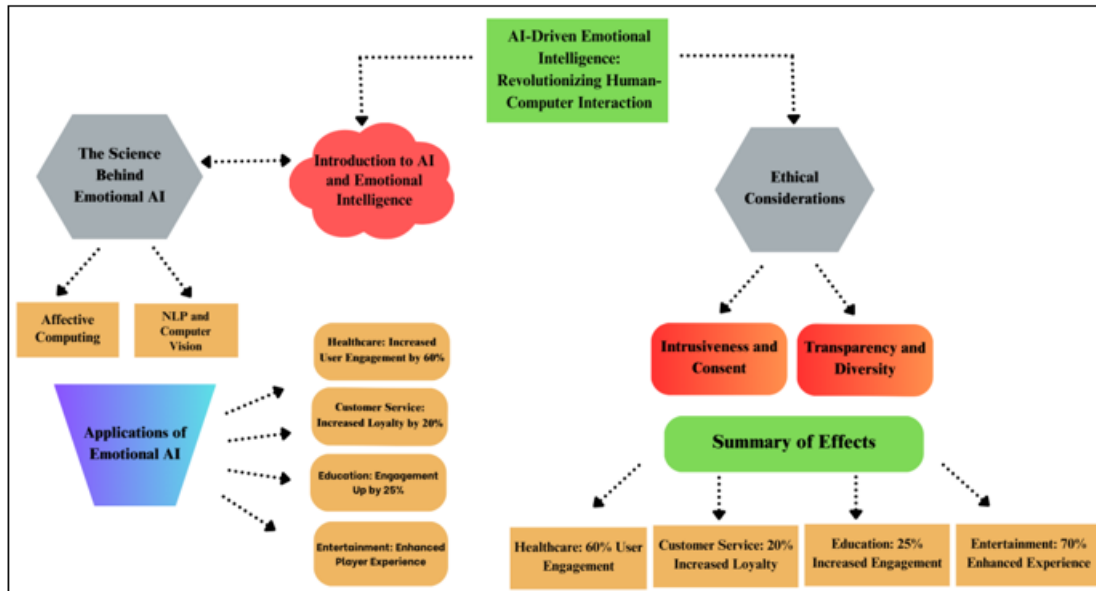 AI-Driven Emotional
Intelligence:
Revolutionizing Human-
Computer Interaction
The Science
Behind
Emotional AI
Introduction to AI
and Emotional
Intelligence
Ethical
Considerations
Affective
Computing
NLP and
Computer
Vision
Healthcare: Increased
User Engagement by 60%
Customer Service:
Increased Loyalty by 20%
Education: Engagement
Up by 25%
Entertainment: Enhanced
Player Experience
Applications of
Emotional AI
Intrusiveness and
Consent
Transparency and
Diversity
Summary of Effects
Healthcare: 60% User
Engagement
Customer Service: 20%
Increased Loyalty
Education: 25%
Increased Engagement
Entertainment: 70%
Enhanced Experience